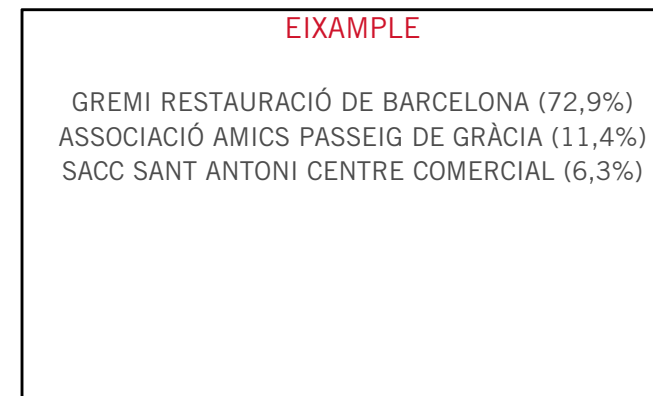 EIXAMPLE
GREMI RESTAURACIÓ DE BARCELONA (72,9%)
ASSOCIACIÓ AMICS PASSEIG DE GRÀCIA (11,4%)
SACC SANT ANTONI CENTRE COMERCIAL (6,3%)